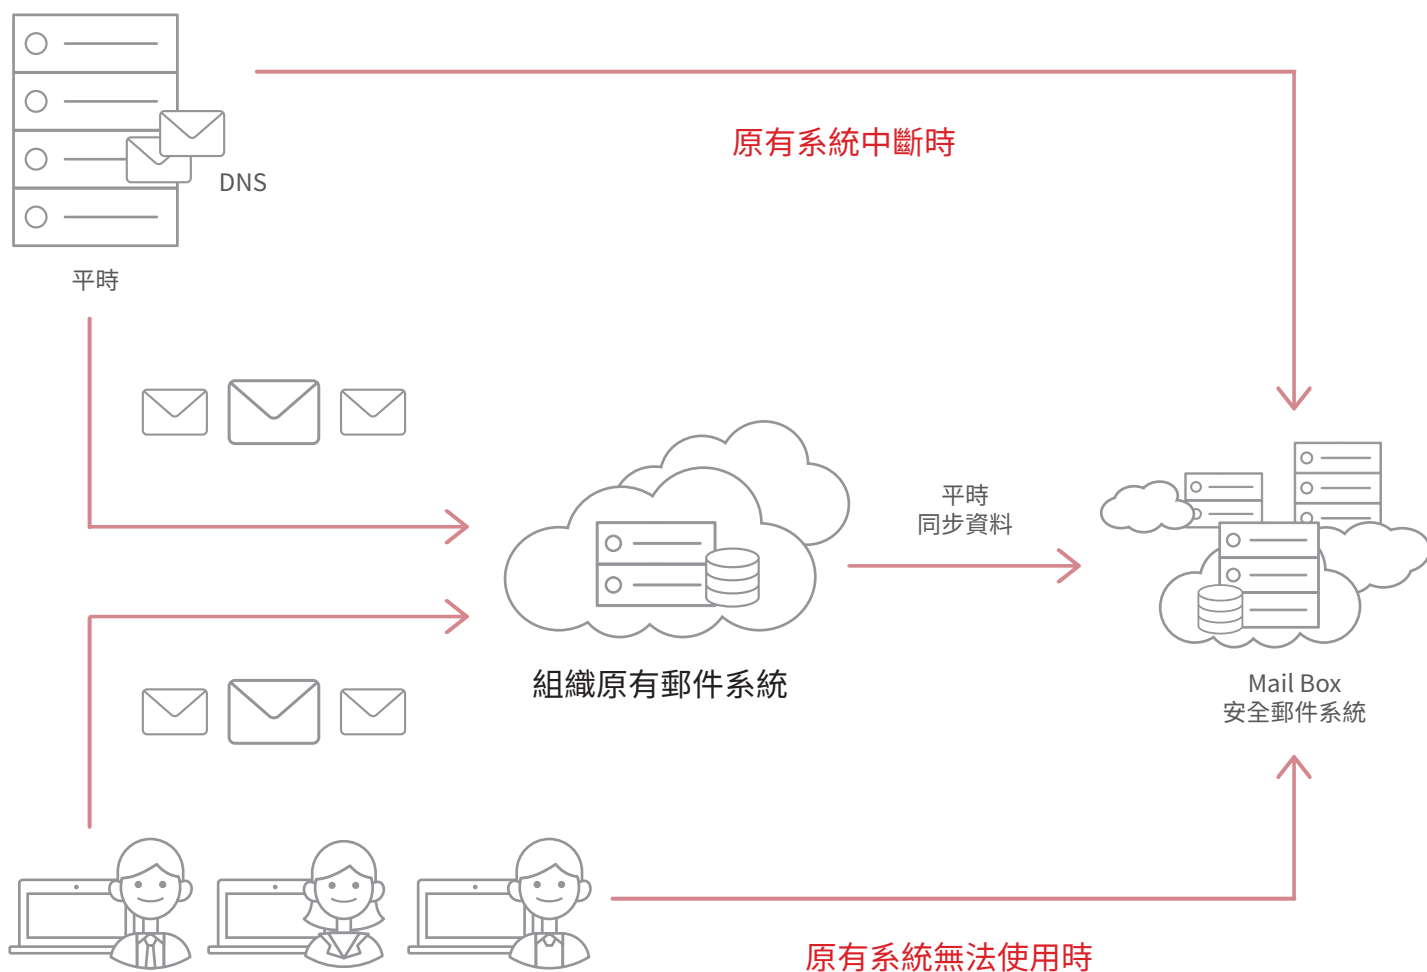 原有系統中斷時
DNS
平時
平時
同步資料
組織原有郵件系統
Mail Box
安全郵件系統
原有系統無法使用時